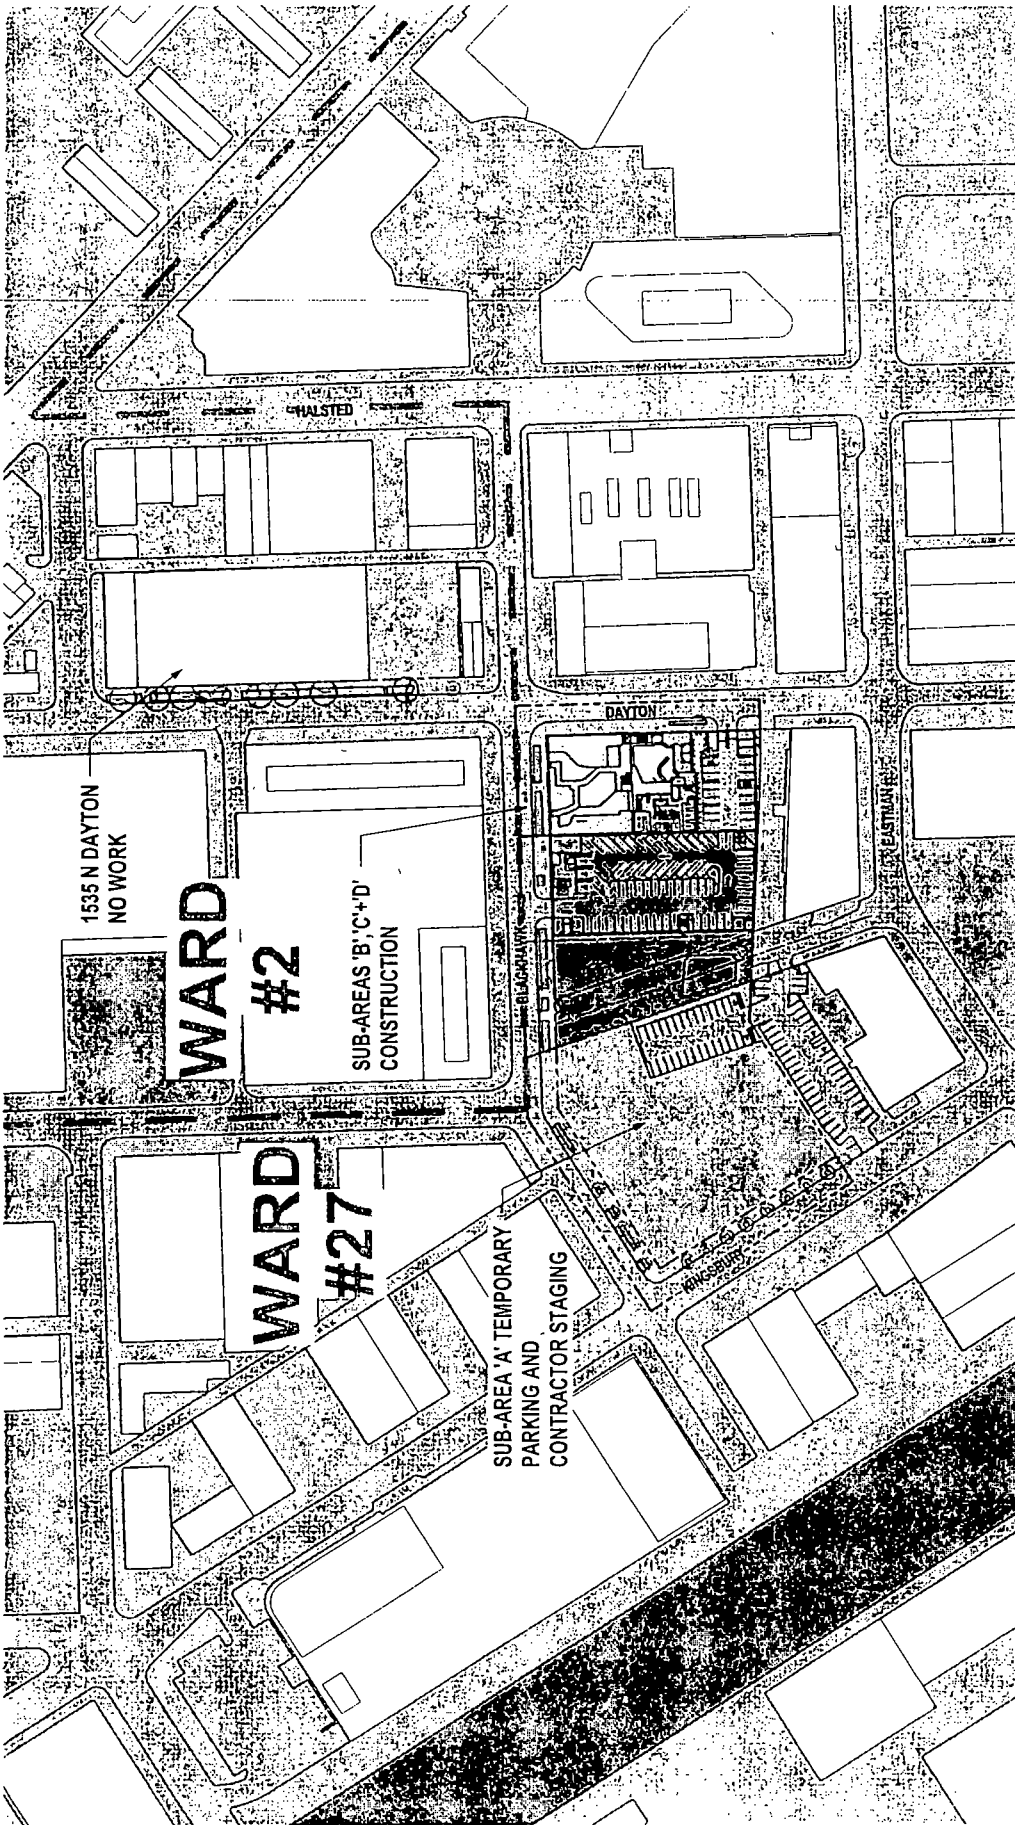 HALSTED
DAYTON
1535 N DAYTON
NO WORK
WARD
#2
SUB-AREAS 'B','C'+'D'
CONSTRUCTION
BLACKHAWK
EASTMAN
WARD
#27
SUB-AREA 'A' TEMPORARY
PARKING AND
CONTRACTOR STAGING
KINGSBURY